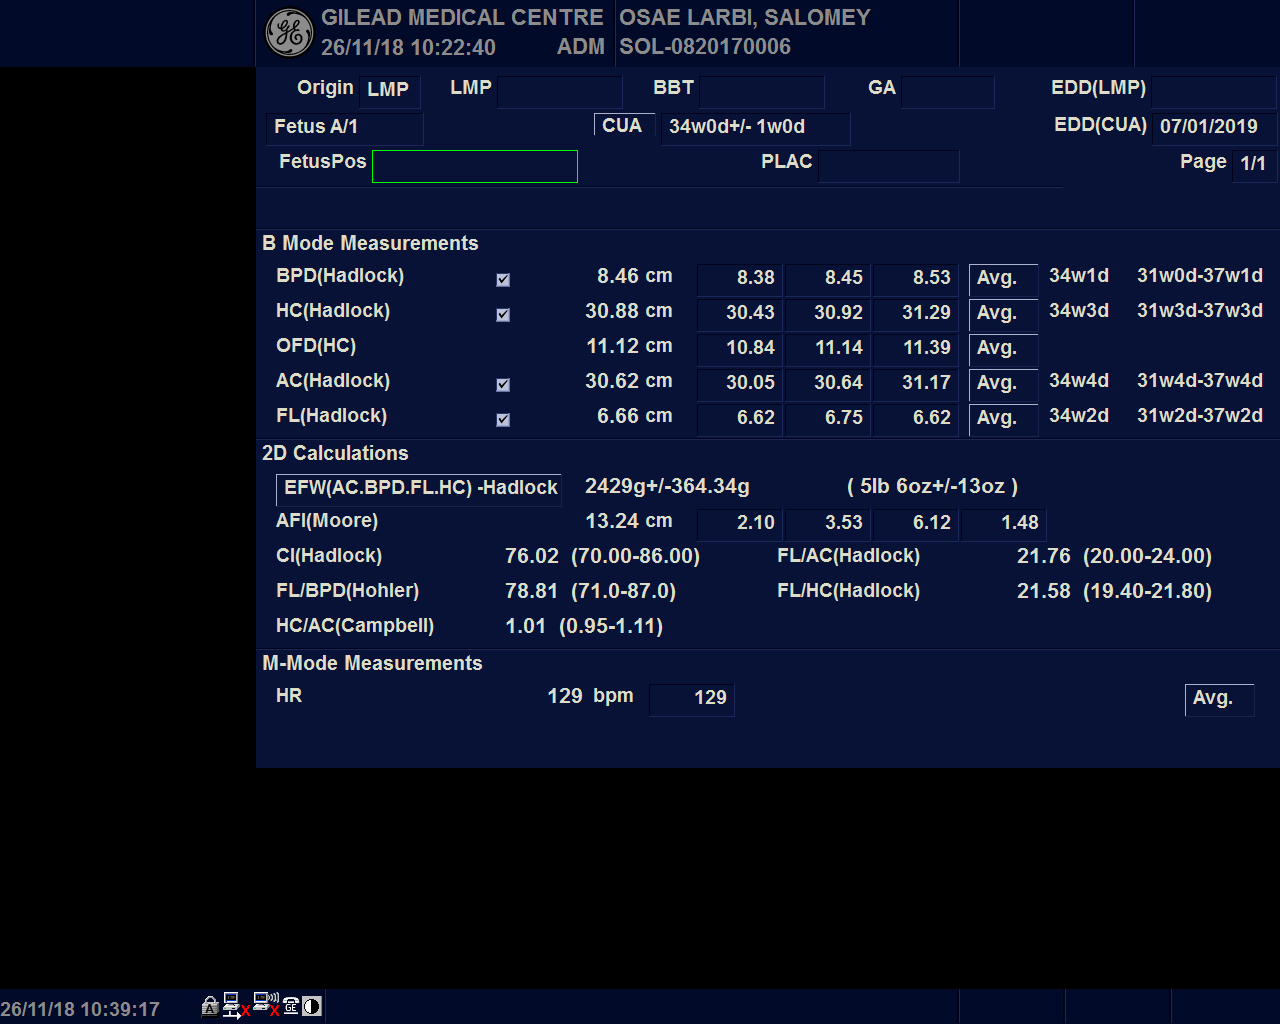 GILEAD MEDICAL CENTRE OSAE LARBI, SALOMEY
26/11/18 10:22:40 ADM SOL-0820170006
Origin LMP LMP BBT GA EDD(LMP)
Fetus A/1 CUA 34w0d+/- 1w0d EDD(CUA) 07/01/2019
FetusPos PLAC Page 1/1
B Mode Measurements
BPD(Hadlock) 8.46 cm 8.38 8.45 8.53 Avg. 34w1d 31w0d-37w1d
HC(Hadlock) 30.88 cm 30.43 30.92 31.29 Avg. 34w3d 31w3d-37w3d
OFD(HC) 11.12 cm 10.84 11.14 11.39 Avg.
AC(Hadlock) 30.62 cm 30.05 30.64 31.17 Avg. 34w4d 31w4d-37w4d
FL(Hadlock) 6.66 cm 6.62 6.75 6.62 Avg. 34w2d 31w2d-37w2d
2D Calculations
EFW(AC.BPD.FL.HC) -Hadlock 2429g+/-364.34g ( 5lb 6oz+/-13oz )
AFI(Moore) 13.24 cm 2.10 3.53 6.12 1.48
CI(Hadlock) 76.02 (70.00-86.00) FL/AC(Hadlock) 21.76 (20.00-24.00)
FL/BPD(Hohler) 78.81 (71.0-87.0) FL/HC(Hadlock) 21.58 (19.40-21.80)
HC/AC(Campbell) 1.01 (0.95-1.11)
M-Mode Measurements
HR 129 bpm 129 Avg.
26/11/18 10:39:17 A GE